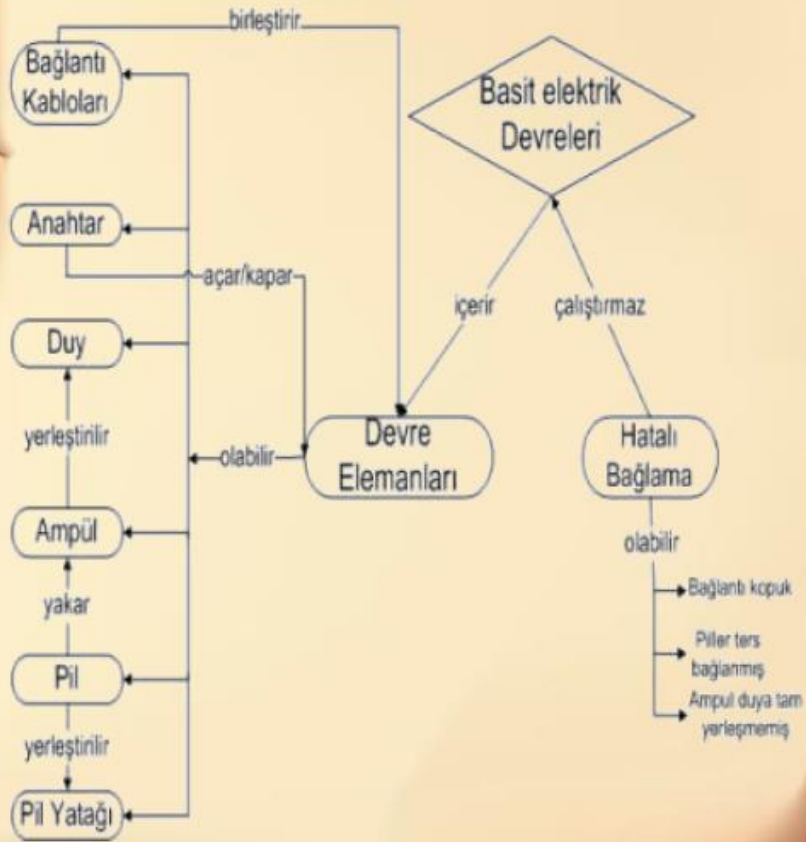 birleştirir
Bağlantı
Kabloları
Basit elektrik
Devreleri
Anahtar
açar/kapar
içerir
çalıştırmaz
Duy
yerleştirilir
olabilir
Devre
Elemanları
Hatalı
Bağlama
Ampül
olabilir
yakar
Bağlantı kopuk
Pil
Piller ters
bağlanmış
Ampul duya tam
yerleşmemiş
yerleştirilir
Pil Yatağı